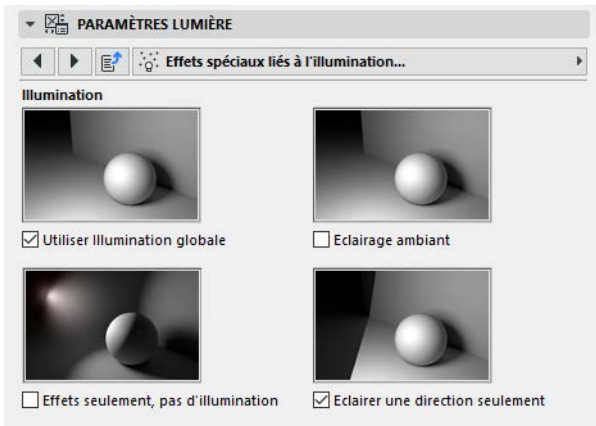 PARAMÈTRES LUMIÈRE
Effets spéciaux liés à l'illumination...
Illumination
Utiliser Illumination globale
Eclairage ambiant
Effets seulement, pas d'illumination
Eclairer une direction seulement